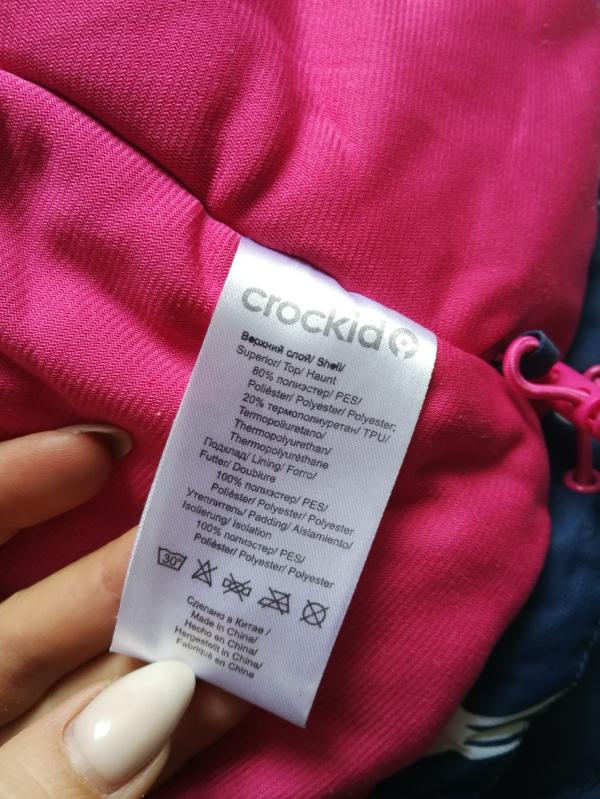 crockid
Верхний слой/ Shell/
Superior/ Top/ Haunt
80% полиэстер/ PES/
Poliéster/ Polyester/ Polyester;
20% термополиуретан/ TPU/
Termopoliuretano/
Thermopolyurethan/
Thermopolyuréthane
Подклад/ Lining/ Forro/
Futter/ Doublure
100% полиэстер/ PES/
Poliéster/ Polyester/ Polyester
Утеплитель/ Padding/ Aislamiento/
Isolierung/ Isolation
100% полиэстер/ PES/
Poliéster/ Polyester/ Polyester
30°
Сделано в Китае /
Made in China/
Hecho en China/
Hergestellt in China/
Fabriqué en China